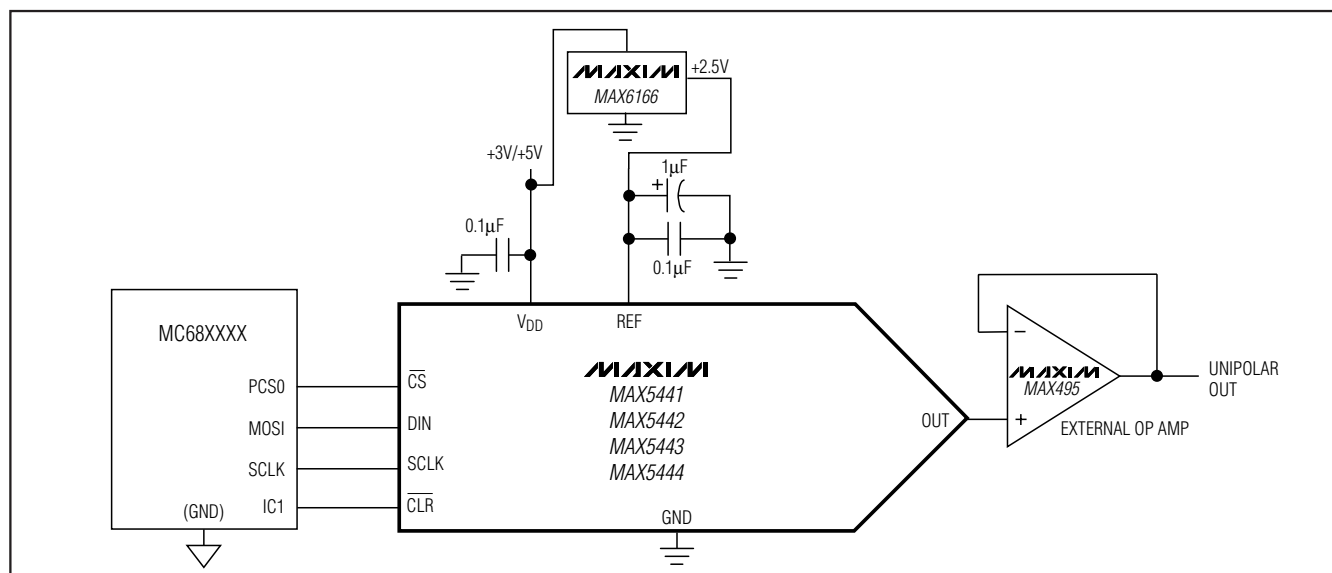 MAXIM
MAX6166
+2.5V
+3V/+5V
1µF
+
0.1µF
0.1µF
MC68XXXX
PCS0
MOSI
SCLK
IC1
(GND)
VDD
REF
CS
DIN
SCLK
CLR
MAXIM
MAX5441
MAX5442
MAX5443
MAX5444
GND
OUT
−
MAXIM
MAX495
+
EXTERNAL OP AMP
UNIPOLAR
OUT